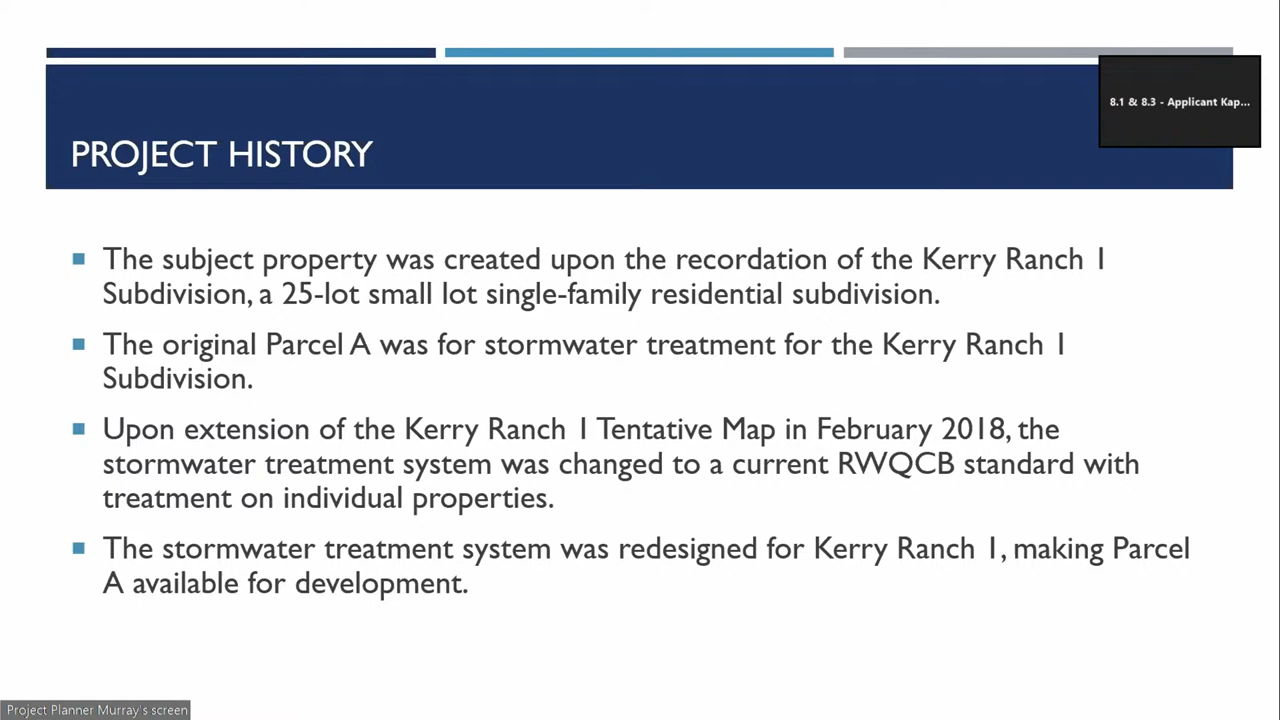 8.1 & 8.3 - Applicant Kap...
PROJECT HISTORY
The subject property was created upon the recordation of the Kerry Ranch 1
Subdivision, a 25-lot small lot single-family residential subdivision.
The original Parcel A was for stormwater treatment for the Kerry Ranch 1
Subdivision.
Upon extension of the Kerry Ranch 1 Tentative Map in February 2018, the
stormwater treatment system was changed to a current RWQCB standard with
treatment on individual properties.
The stormwater treatment system was redesigned for Kerry Ranch 1, making Parcel
A available for development.
Project Planner Murray's screen